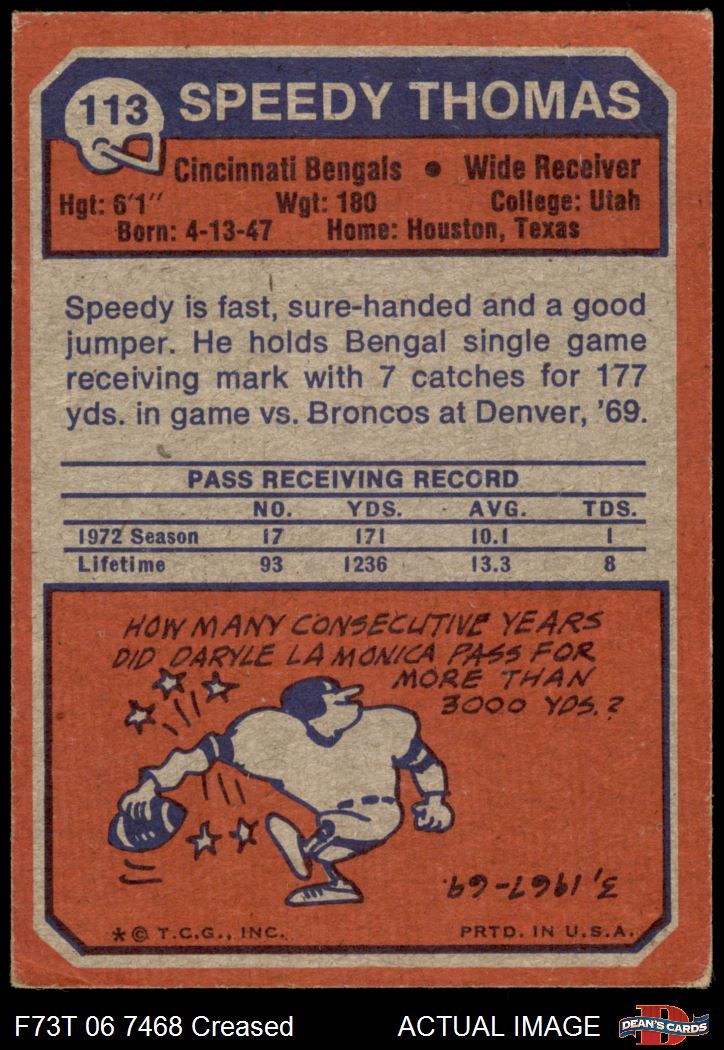 113 SPEEDY THOMAS
Cincinnati Bengals • Wide Receiver
Hgt: 6'1" Wgt: 180 College: Utah
Born: 4-13-47 Home: Houston, Texas
Speedy is fast, sure-handed and a good
jumper. He holds Bengal single game
receiving mark with 7 catches for 177
yds. in game vs. Broncos at Denver, '69.
PASS RECEIVING RECORD
NO. YDS. AVG. TDS.
1972 Season 17 171 10.1 1
Lifetime 93 1236 13.3 8
HOW MANY CONSECUTIVE YEARS
DID DARYLE LA MONICA PASS FOR
MORE THAN
3000 YDS.?
3, 1967-69.
* © T.C.G., INC. PRTD. IN U.S.A.
F73T 06 7468 Creased ACTUAL IMAGE
D
DEAN'S CARDS